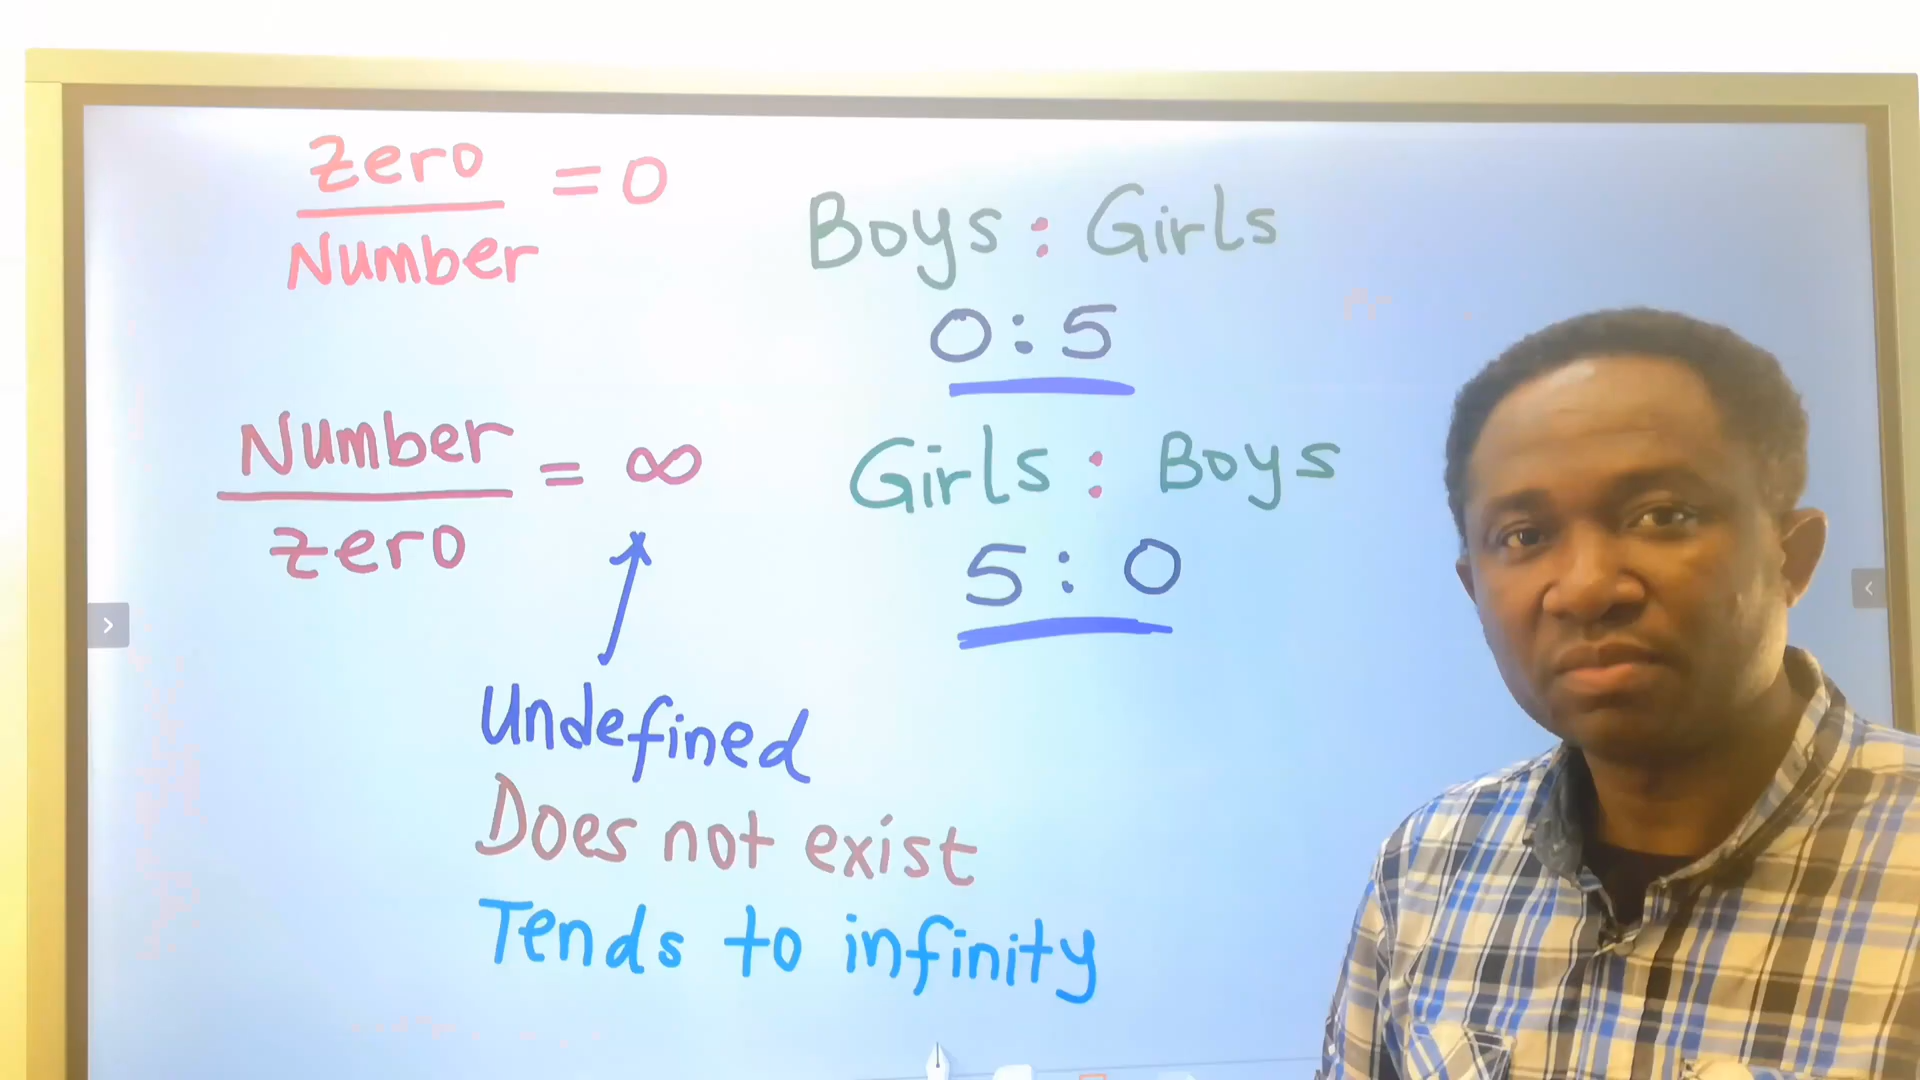 Zero
Number
= 0
Number
zero
= ∞
Undefined
Does not exist
Tends to infinity
Boys : Girls
0 : 5
Girls : Boys
5 : 0